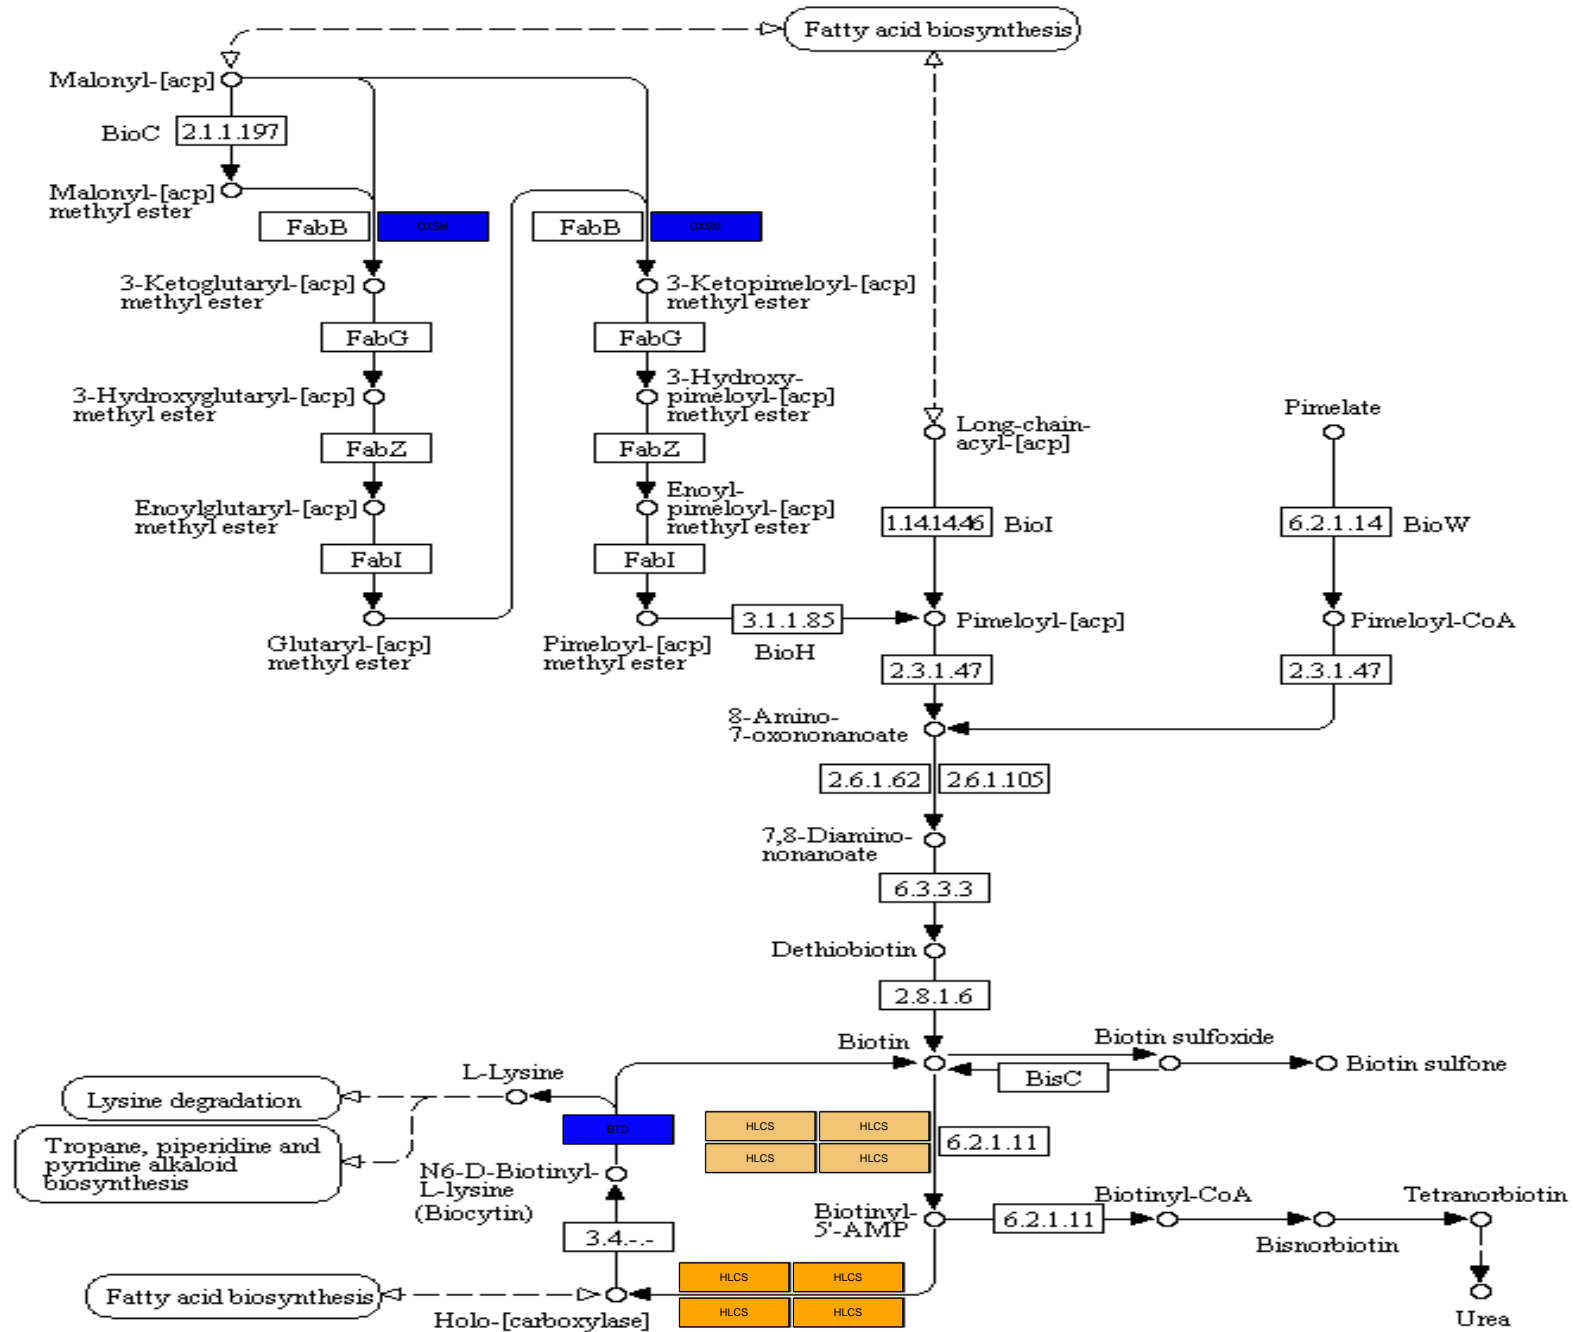 Fatty acid biosynthesis
Malonyl-[acp]
BioC
2.1.1.197
Malonyl-[acp]
methyl ester
FabB
OXSM
FabB
OXSM
3-Ketoglutaryl-[acp]
methyl ester
3-Ketopimeloyl-[acp]
methyl ester
FabG
FabG
3-Hydroxyglutaryl-[acp]
methyl ester
3-Hydroxy-
pimeloyl-[acp]
methyl ester
Long-chain-
acyl-[acp]
Pimelate
FabZ
FabZ
Enoylglutaryl-[acp]
methyl ester
Enoyl-
pimeloyl-[acp]
methyl ester
1.14.14.46
BioI
6.2.1.14
BioW
FabI
FabI
Glutaryl-[acp]
methyl ester
Pimeloyl-[acp]
methyl ester
3.1.1.85
BioH
Pimeloyl-[acp]
Pimeloyl-CoA
2.3.1.47
2.3.1.47
8-Amino-
7-oxononanoate
2.6.1.62
2.6.1.105
7,8-Diamino-
nonanoate
6.3.3.3
Dethiobiotin
2.8.1.6
Biotin
Biotin sulfoxide
Biotin sulfone
BisC
L-Lysine
Lysine degradation
BTD
HLCS
HLCS
HLCS
HLCS
6.2.1.11
Tropane, piperidine and
pyridine alkaloid
biosynthesis
N6-D-Biotinyl-
L-lysine
(Biocytin)
Biotinyl-
5'-AMP
6.2.1.11
Biotinyl-CoA
Bisnorbiotin
Tetranorbiotin
3.4.-.-
HLCS
HLCS
HLCS
HLCS
Fatty acid biosynthesis
Holo-[carboxylase]
Urea